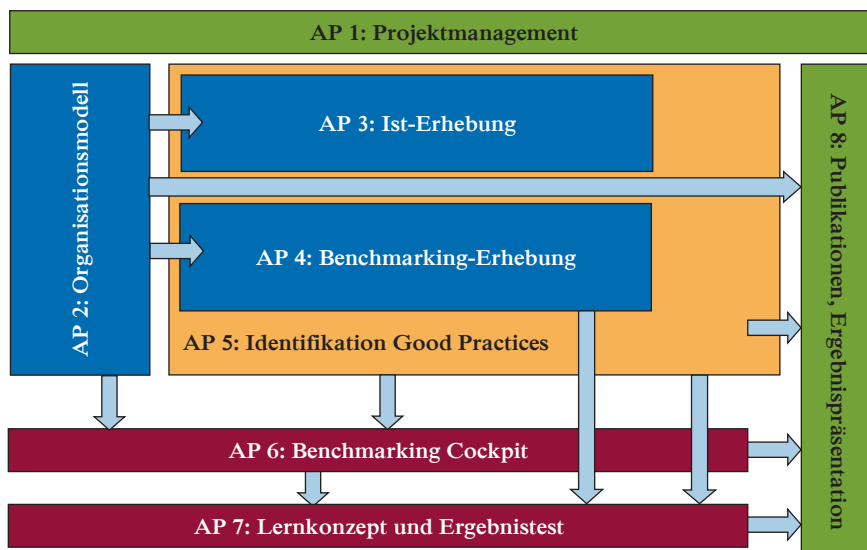 AP 1: Projektmanagement
AP 2: Organisationsmodell
AP 3: Ist-Erhebung
AP 4: Benchmarking-Erhebung
AP 5: Identifikation Good Practices
AP 6: Benchmarking Cockpit
AP 7: Lernkonzept und Ergebnistest
AP 8: Publikationen, Ergebnispräsentation